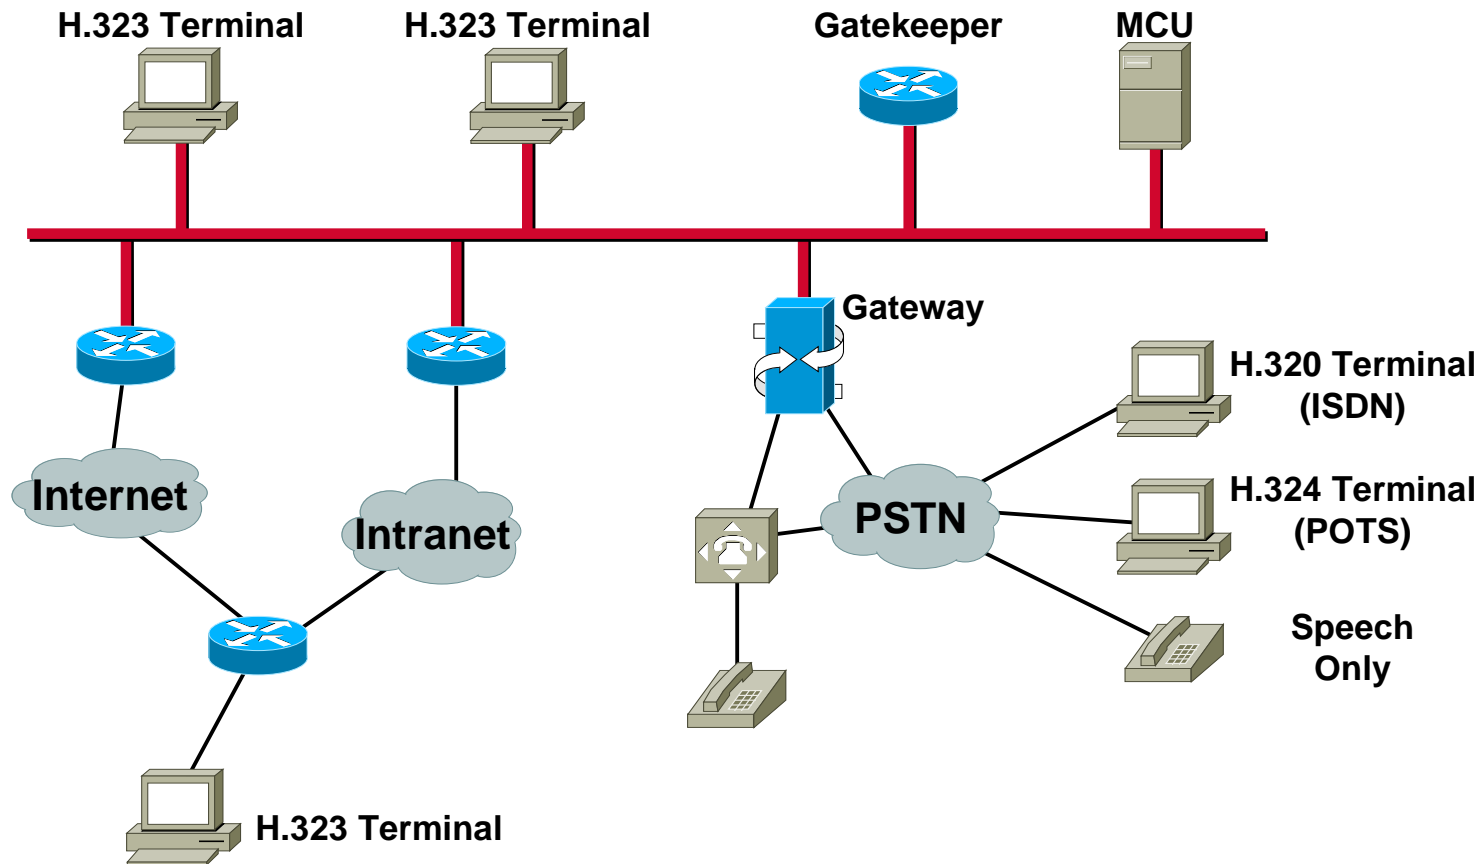 H.323 Terminal
H.323 Terminal
Gatekeeper
MCU
Gateway
H.320 Terminal
(ISDN)
Internet
Intranet
PSTN
H.324 Terminal
(POTS)
Speech
Only
H.323 Terminal